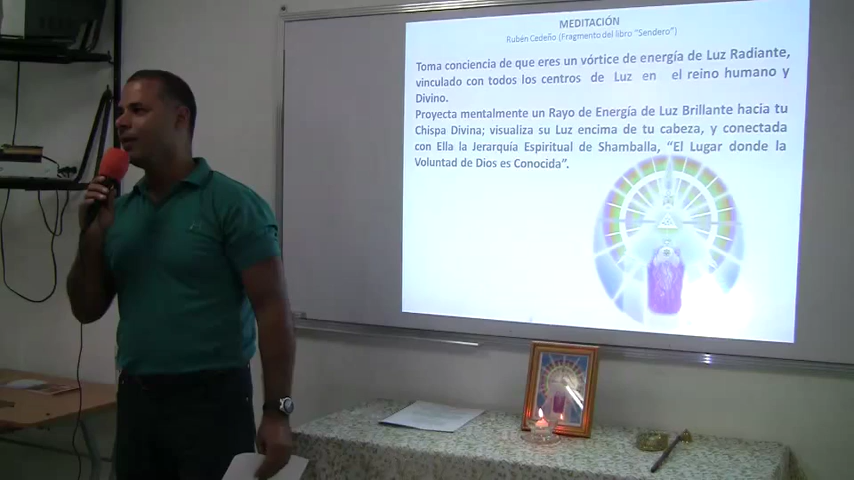 MEDITACIÓN
Rubén Cedeño (Fragmento del libro "Sendero")
Toma conciencia de que eres un vórtice de energía de Luz Radiante,
vinculado con todos los centros de Luz en el reino humano y
Divino.
Proyecta mentalmente un Rayo de Energía de Luz Brillante hacia tu
Chispa Divina; visualiza su Luz encima de tu cabeza, y conectada
con Ella la Jerarquía Espiritual de Shamballa, "El Lugar donde la
Voluntad de Dios es Conocida".